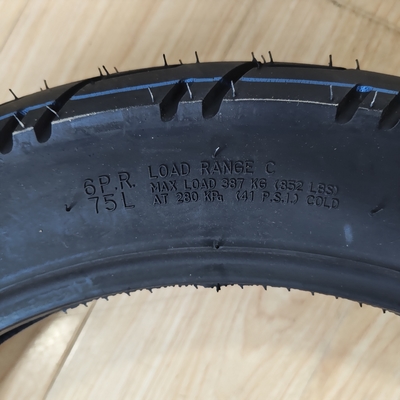 6P.R. LOAD RANGE C
75L MAX LOAD 387 KG (852 LBS)
AT 280 KPa (41 P.S.I.) COLD